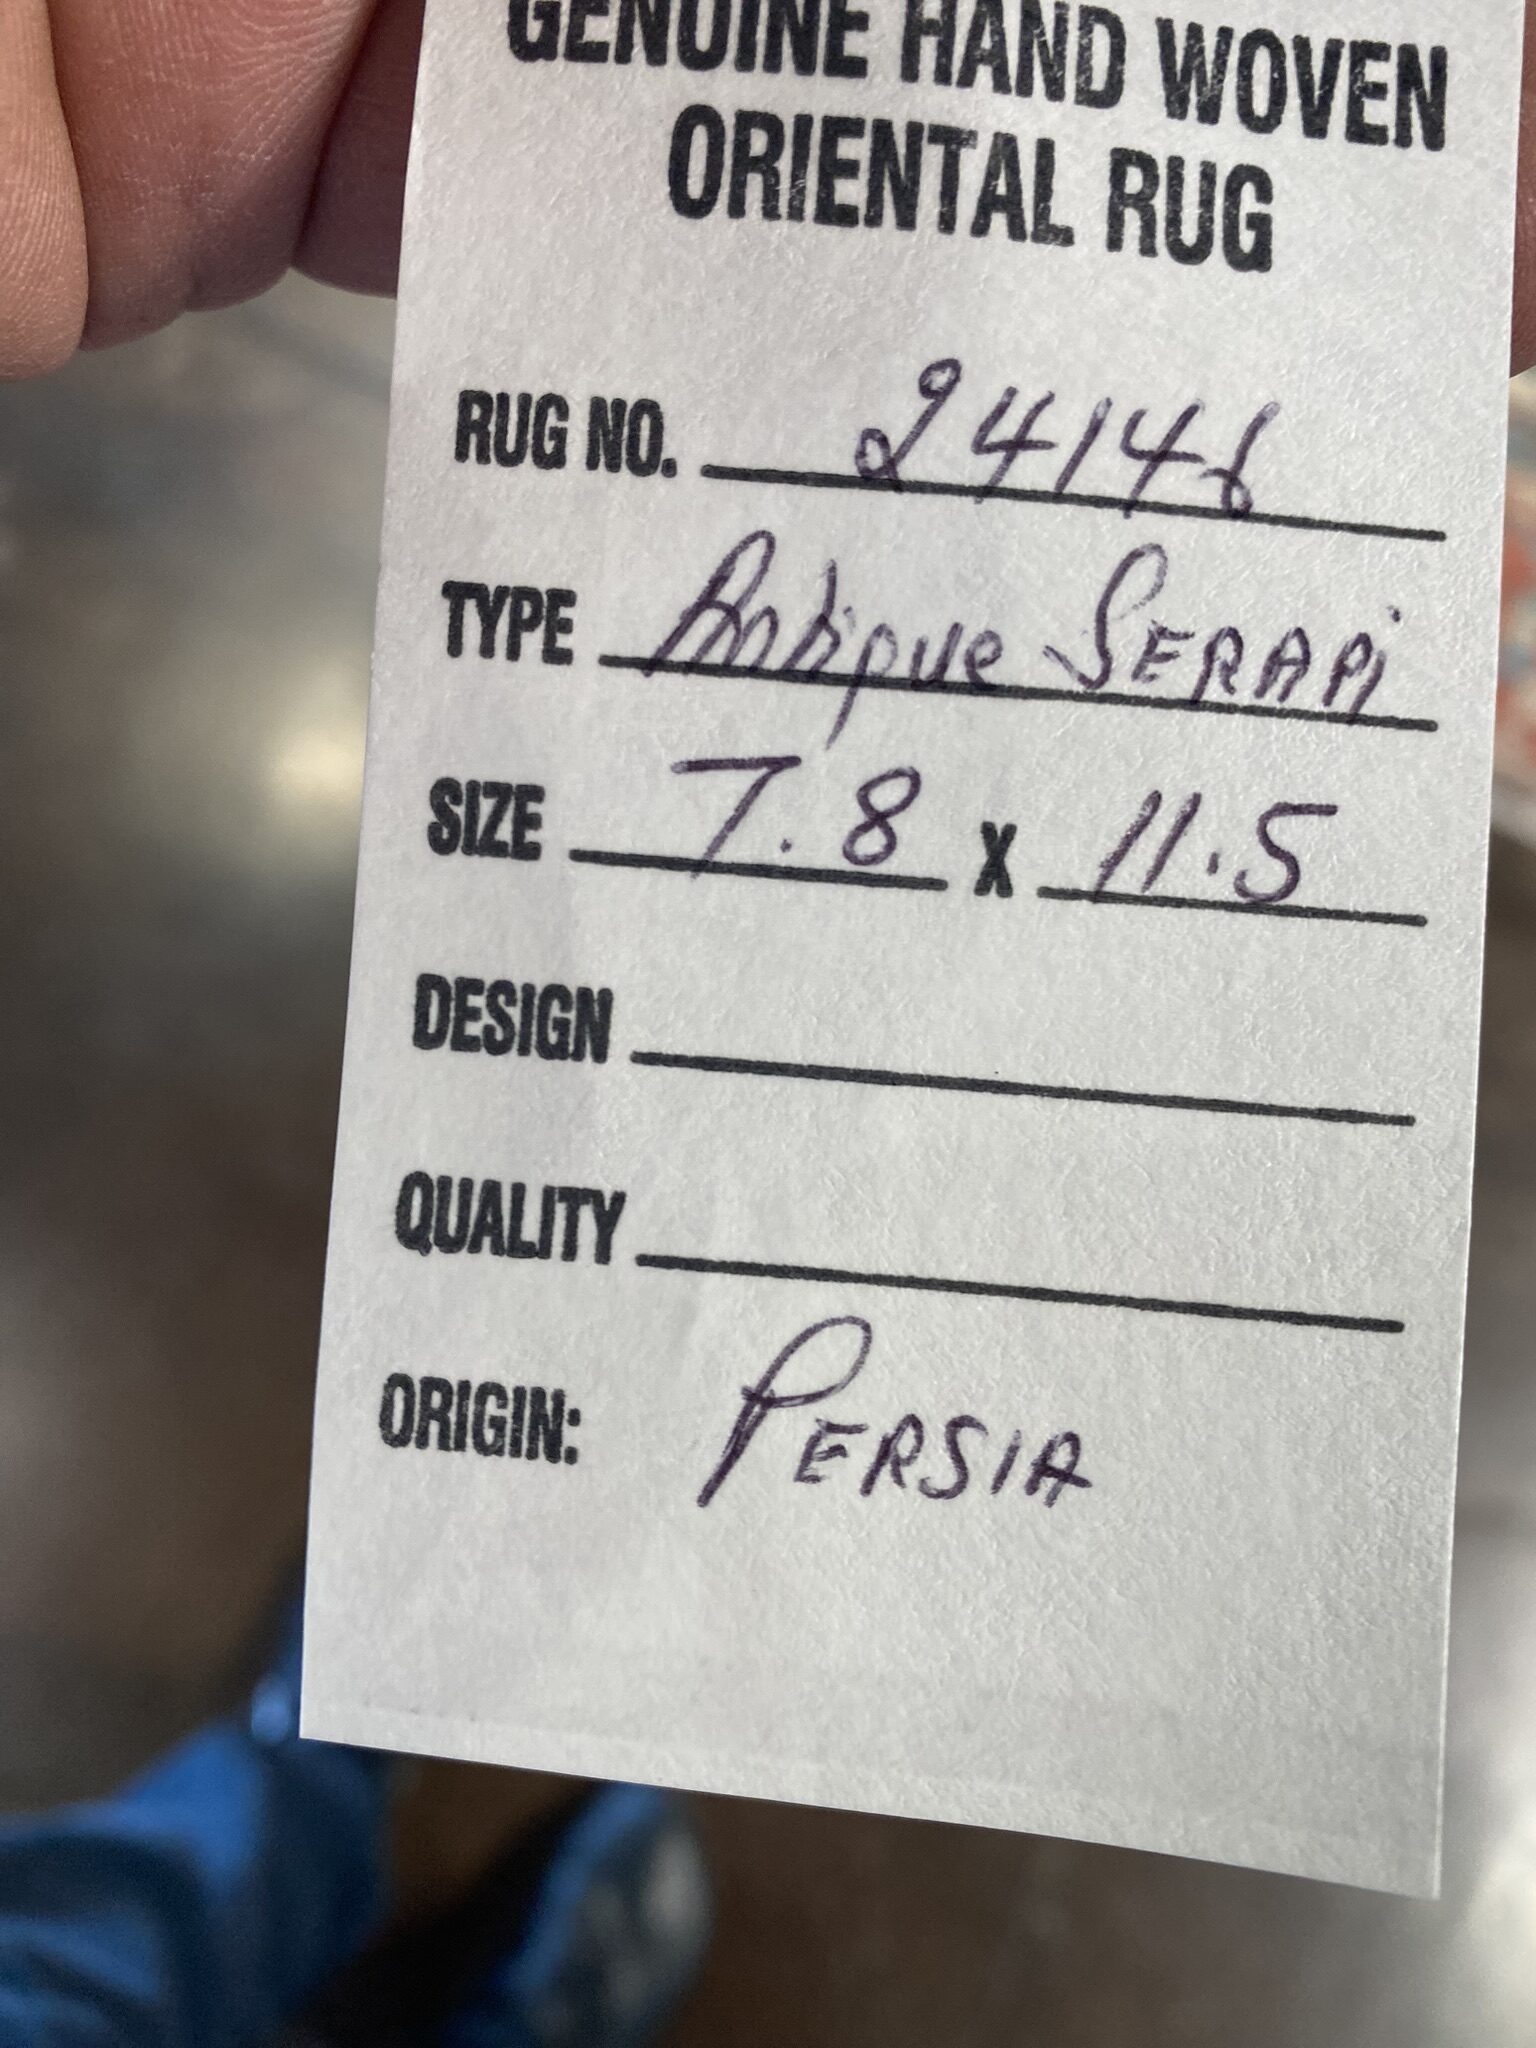 GENUINE HAND WOVEN
ORIENTAL RUG
RUG NO. 24146
TYPE Antique SERAPi
SIZE 7.8 X 11.5
DESIGN
QUALITY
ORIGIN: PERSIA